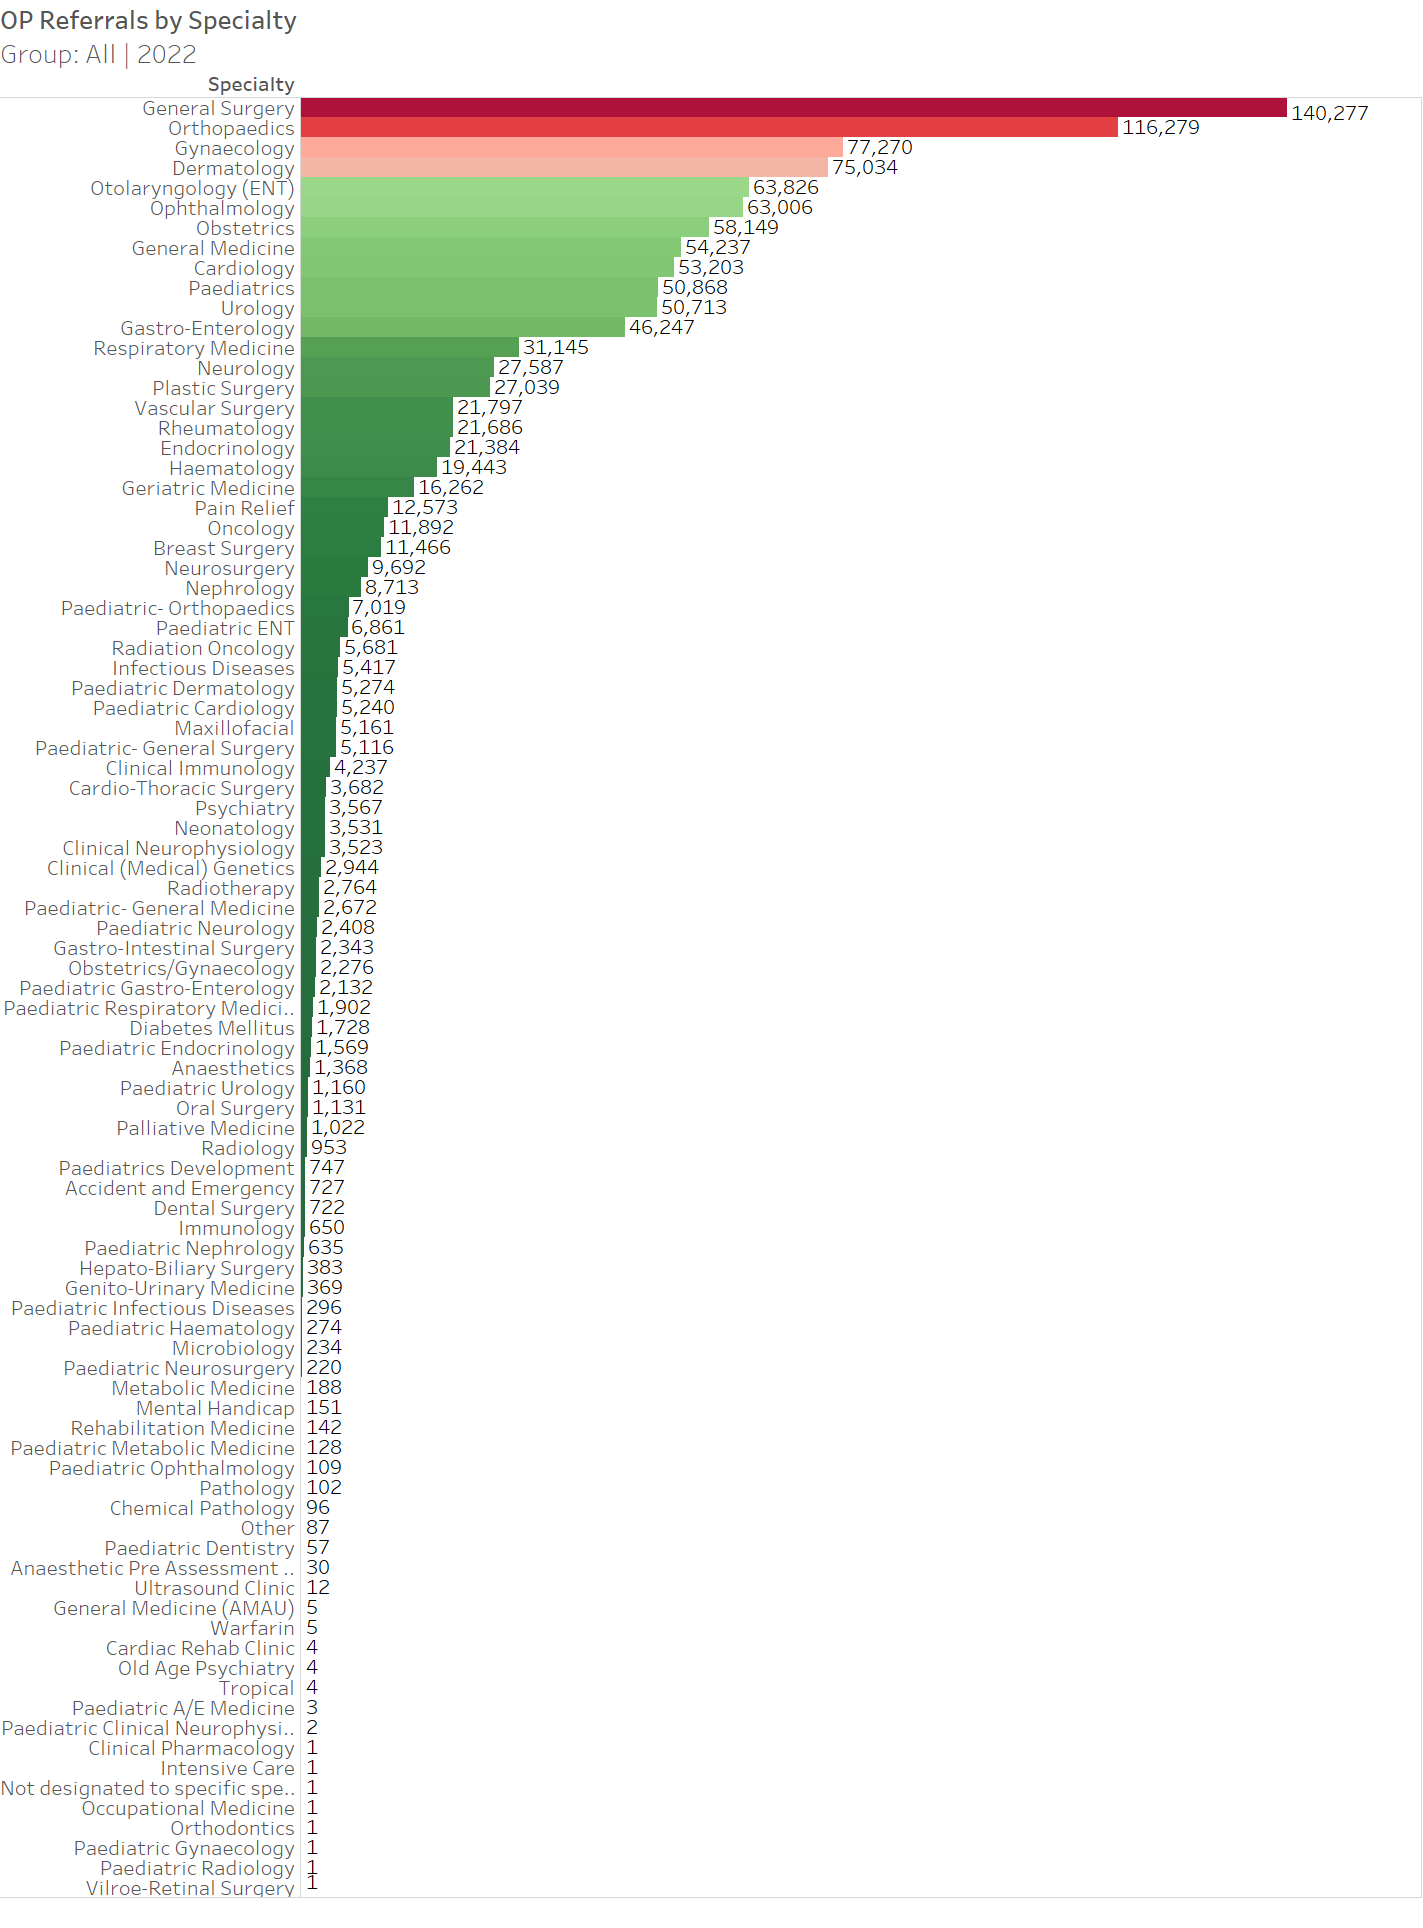 OP Referrals by Specialty
Group: All | 2022
Specialty
General Surgery 140,277
Orthopaedics 116,279
Gynaecology 77,270
Dermatology 75,034
Otolaryngology (ENT) 63,826
Ophthalmology 63,006
Obstetrics 58,149
General Medicine 54,237
Cardiology 53,203
Paediatrics 50,868
Urology 50,713
Gastro-Enterology 46,247
Respiratory Medicine 31,145
Neurology 27,587
Plastic Surgery 27,039
Vascular Surgery 21,797
Rheumatology 21,686
Endocrinology 21,384
Haematology 19,443
Geriatric Medicine 16,262
Pain Relief 12,573
Oncology 11,892
Breast Surgery 11,466
Neurosurgery 9,692
Nephrology 8,713
Paediatric- Orthopaedics 7,019
Paediatric ENT 6,861
Radiation Oncology 5,681
Infectious Diseases 5,417
Paediatric Dermatology 5,274
Paediatric Cardiology 5,240
Maxillofacial 5,161
Paediatric- General Surgery 5,116
Clinical Immunology 4,237
Cardio-Thoracic Surgery 3,682
Psychiatry 3,567
Neonatology 3,531
Clinical Neurophysiology 3,523
Clinical (Medical) Genetics 2,944
Radiotherapy 2,764
Paediatric- General Medicine 2,672
Paediatric Neurology 2,408
Gastro-Intestinal Surgery 2,343
Obstetrics/Gynaecology 2,276
Paediatric Gastro-Enterology 2,132
Paediatric Respiratory Medici.. 1,902
Diabetes Mellitus 1,728
Paediatric Endocrinology 1,569
Anaesthetics 1,368
Paediatric Urology 1,160
Oral Surgery 1,131
Palliative Medicine 1,022
Radiology 953
Paediatrics Development 747
Accident and Emergency 727
Dental Surgery 722
Immunology 650
Paediatric Nephrology 635
Hepato-Biliary Surgery 383
Genito-Urinary Medicine 369
Paediatric Infectious Diseases 296
Paediatric Haematology 274
Microbiology 234
Paediatric Neurosurgery 220
Metabolic Medicine 188
Mental Handicap 151
Rehabilitation Medicine 142
Paediatric Metabolic Medicine 128
Paediatric Ophthalmology 109
Pathology 102
Chemical Pathology 96
Other 87
Paediatric Dentistry 57
Anaesthetic Pre Assessment .. 30
Ultrasound Clinic 12
General Medicine (AMAU) 5
Warfarin 5
Cardiac Rehab Clinic 4
Old Age Psychiatry 4
Tropical 4
Paediatric A/E Medicine 3
Paediatric Clinical Neurophysi.. 2
Clinical Pharmacology 1
Intensive Care 1
Not designated to specific spe.. 1
Occupational Medicine 1
Orthodontics 1
Paediatric Gynaecology 1
Paediatric Radiology 1
Vilroe-Retinal Surgery 1